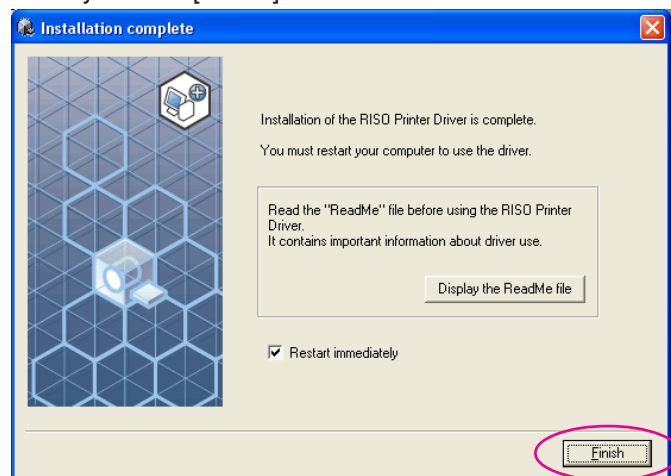 Installation complete
Installation of the RISO Printer Driver is complete.
You must restart your computer to use the driver.
Read the "ReadMe" file before using the RISO Printer
Driver.
It contains important information about driver use.
Display the ReadMe file
Restart immediately
Finish